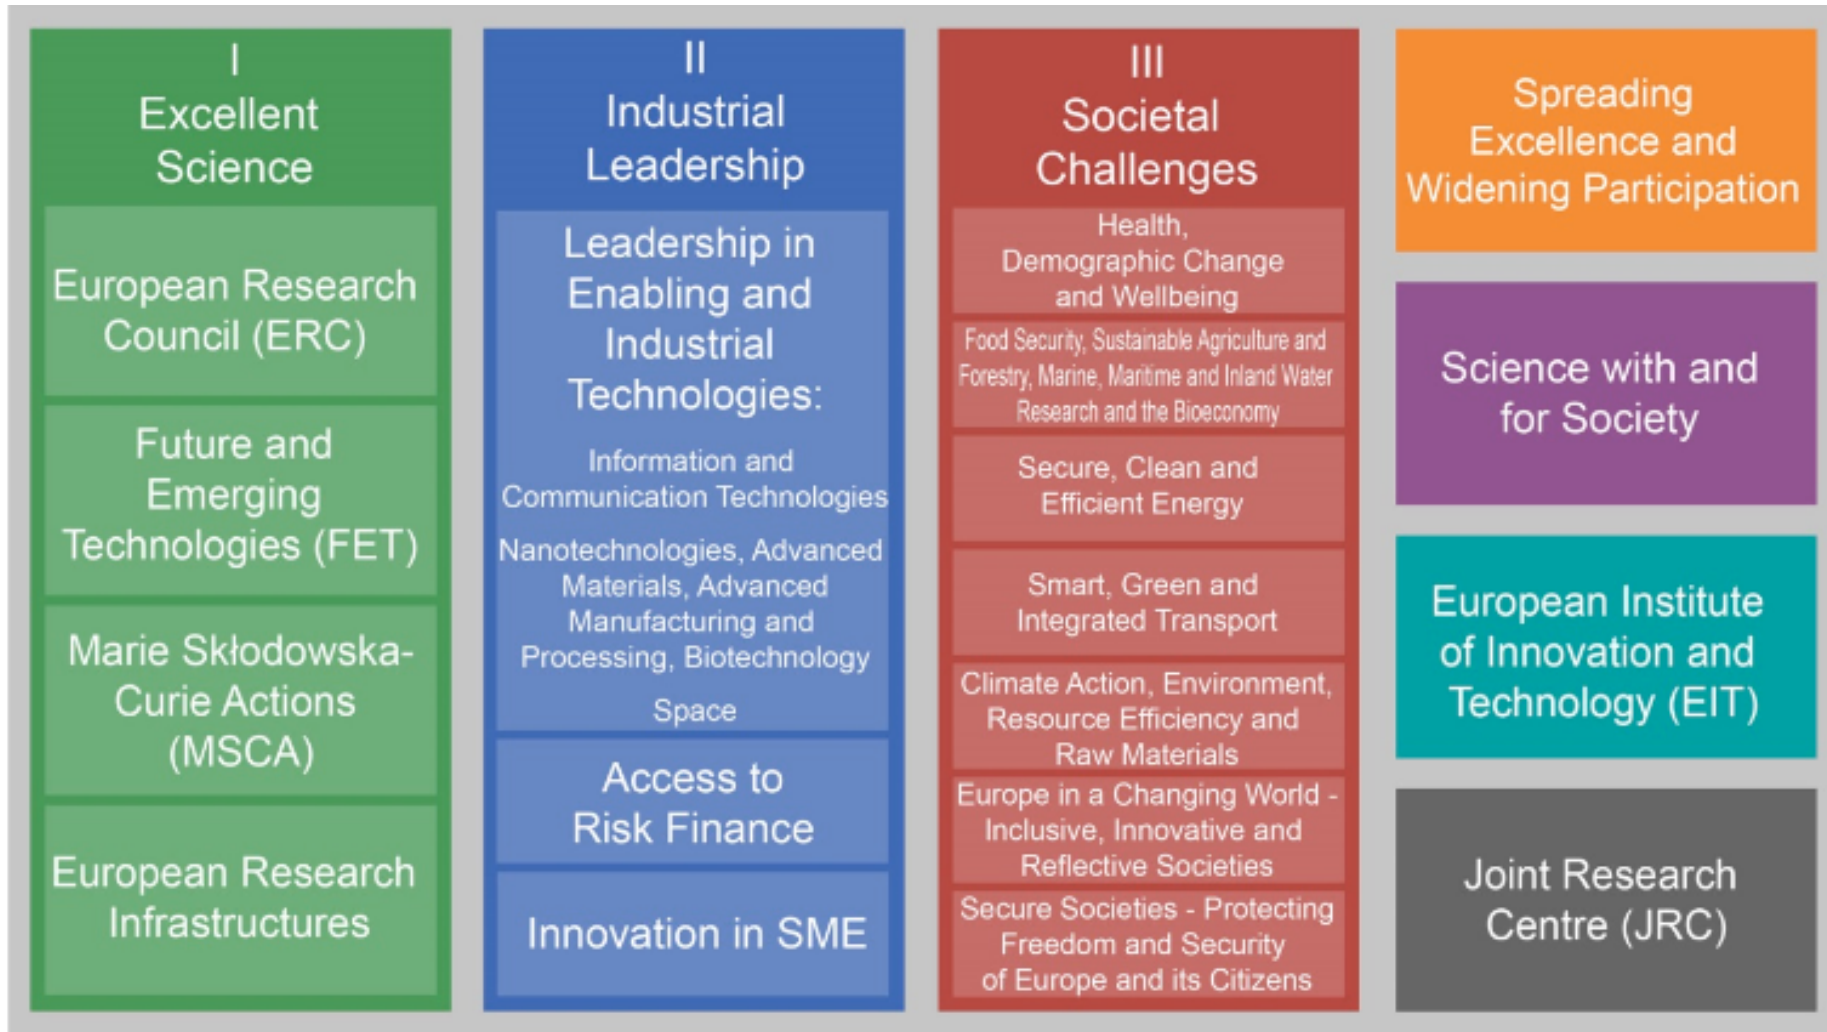 I
Excellent
Science
European Research
Council (ERC)
Future and
Emerging
Technologies (FET)
Marie Skłodowska-
Curie Actions
(MSCA)
European Research
Infrastructures
II
Industrial
Leadership
Leadership in
Enabling and
Industrial
Technologies:
Information and
Communication Technologies
Nanotechnologies, Advanced
Materials, Advanced
Manufacturing and
Processing, Biotechnology
Space
Access to
Risk Finance
Innovation in SME
III
Societal
Challenges
Health,
Demographic Change
and Wellbeing
Food Security, Sustainable Agriculture and
Forestry, Marine, Maritime and Inland Water
Research and the Bioeconomy
Secure, Clean and
Efficient Energy
Smart, Green and
Integrated Transport
Climate Action, Environment,
Resource Efficiency and
Raw Materials
Europe in a Changing World -
Inclusive, Innovative and
Reflective Societies
Secure Societies - Protecting
Freedom and Security
of Europe and its Citizens
Spreading
Excellence and
Widening Participation
Science with and
for Society
European Institute
of Innovation and
Technology (EIT)
Joint Research
Centre (JRC)